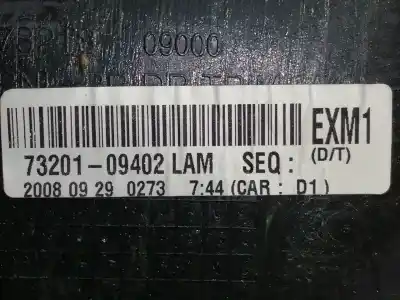 09000
EXM1
73201-09402 LAM SEQ : (D/T)
2008 09 29 0273 7:44 (CAR : D1)